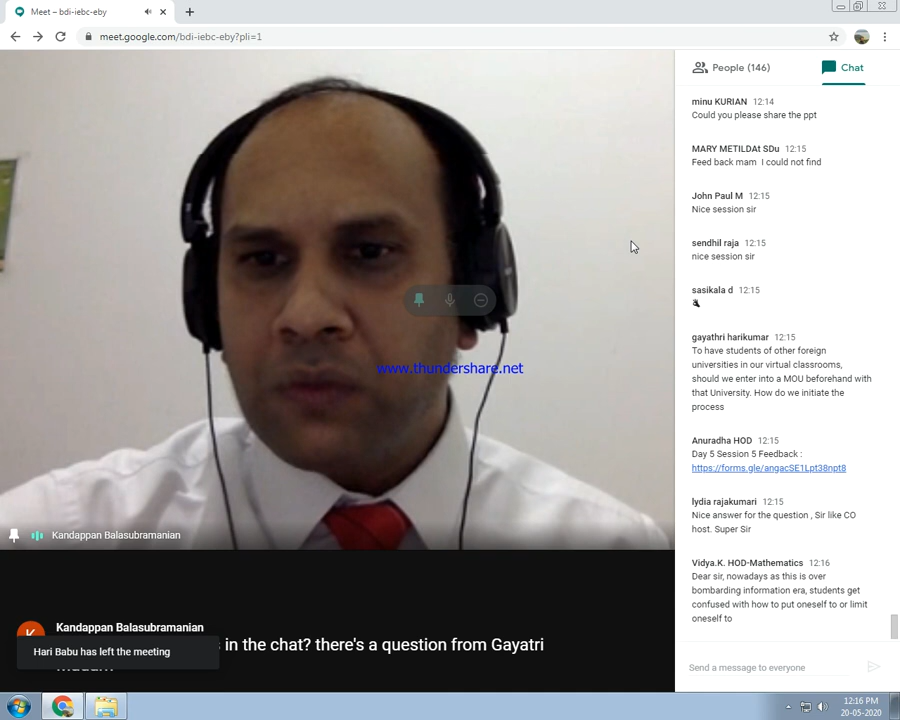 Meet – bdi-iebc-eby
meet.google.com/bdi-iebc-eby?pli=1
People (146)
Chat
minu KURIAN 12:14
Could you please share the ppt
MARY METILDAt SDu 12:15
Feed back mam I could not find
John Paul M 12:15
Nice session sir
sendhil raja 12:15
nice session sir
sasikala d 12:15
gayathri harikumar 12:15
To have students of other foreign
universities in our virtual classrooms,
should we enter into a MOU beforehand with
that University. How do we initiate the
process
Anuradha HOD 12:15
Day 5 Session 5 Feedback :
https://forms.gle/angacSE1Lpt38npt8
lydia rajakumari 12:15
Nice answer for the question , Sir like CO
host. Super Sir
Vidya.K. HOD-Mathematics 12:16
Dear sir, nowadays as this is over
bombarding information era, students get
confused with how to put oneself to or limit
oneself to
Send a message to everyone
www.thundershare.net
Kandappan Balasubramanian
K
Kandappan Balasubramanian
in the chat? there's a question from Gayatri
Hari Babu has left the meeting
12:16 PM
20-05-2020